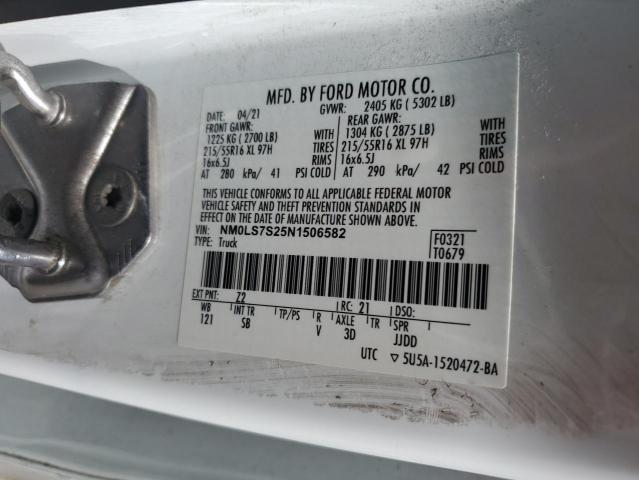 MFD. BY FORD MOTOR CO.
DATE: 04/21 GVWR: 2405 KG ( 5302 LB)
FRONT GAWR: REAR GAWR:
1225 KG ( 2700 LB) WITH 1304 KG ( 2875 LB) WITH
215/55R16 XL 97H TIRES 215/55R16 XL 97H TIRES
16x6.5J RIMS 16x6.5J RIMS
AT 280 kPa/ 41 PSI COLD AT 290 kPa/ 42 PSI COLD
THIS VEHICLE CONFORMS TO ALL APPLICABLE FEDERAL MOTOR
VEHICLE SAFETY AND THEFT PREVENTION STANDARDS IN
EFFECT ON THE DATE OF MANUFACTURE SHOWN ABOVE.
VIN: NM0LS7S25N1506582 F0321
TYPE: Truck T0679
EXT PNT: Z2 RC: 21 DSO:
WB INT TR TP/PS R AXLE TR SPR
121 SB V 3D JJDD
UTC ▽5U5A-1520472-BA